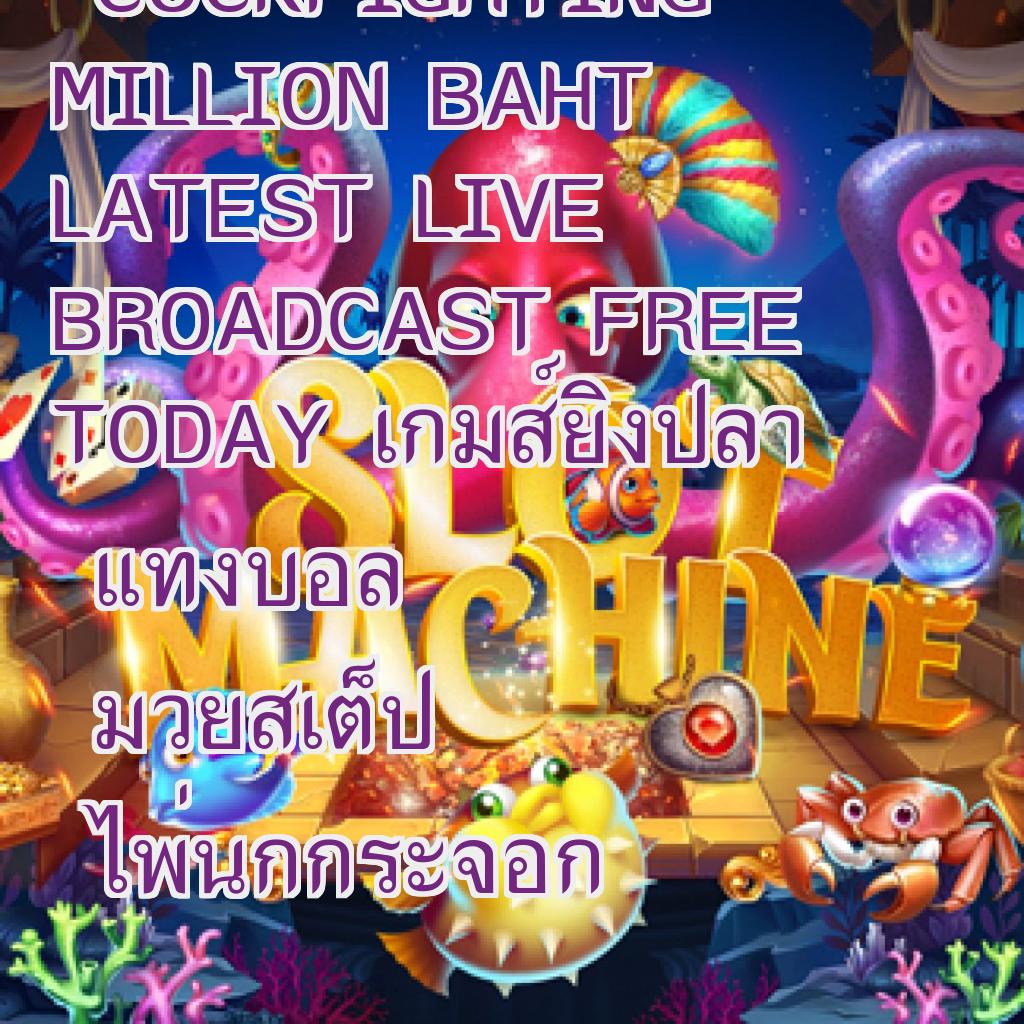 COCKFIGHTING
MILLION BAHT
LATEST LIVE
BROADCAST FREE
TODAY เกมส์ยิงปลา
แทงบอล
มวยสเต็ป
ไพ่นกกระจอก
SLOT
MACHINE